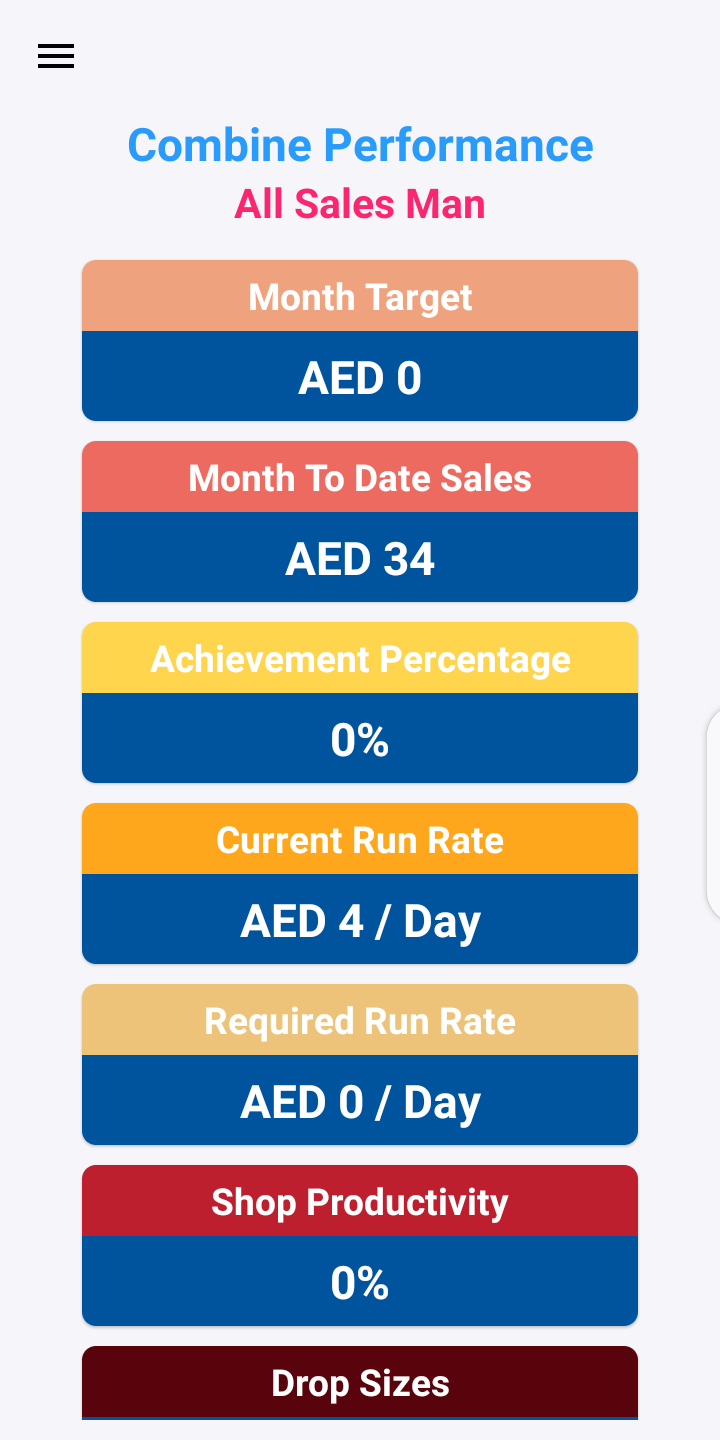 Combine Performance
All Sales Man
Month Target
AED 0
Month To Date Sales
AED 34
Achievement Percentage
0%
Current Run Rate
AED 4 / Day
Required Run Rate
AED 0 / Day
Shop Productivity
0%
Drop Sizes